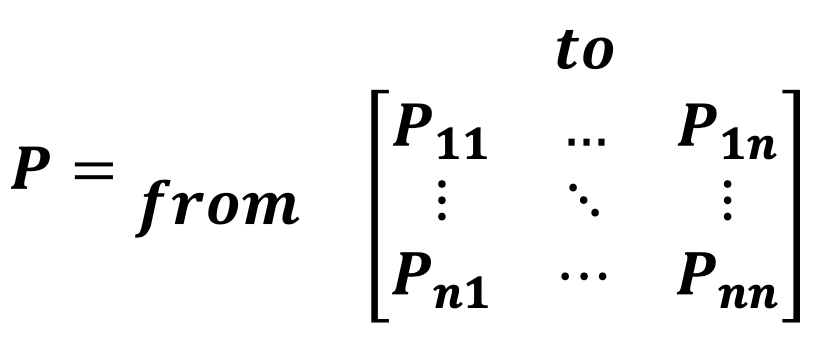 to
P = from [P₁₁ … P₁ₙ
⋮ ⋱ ⋮
Pₙ₁ ⋯ Pₙₙ]